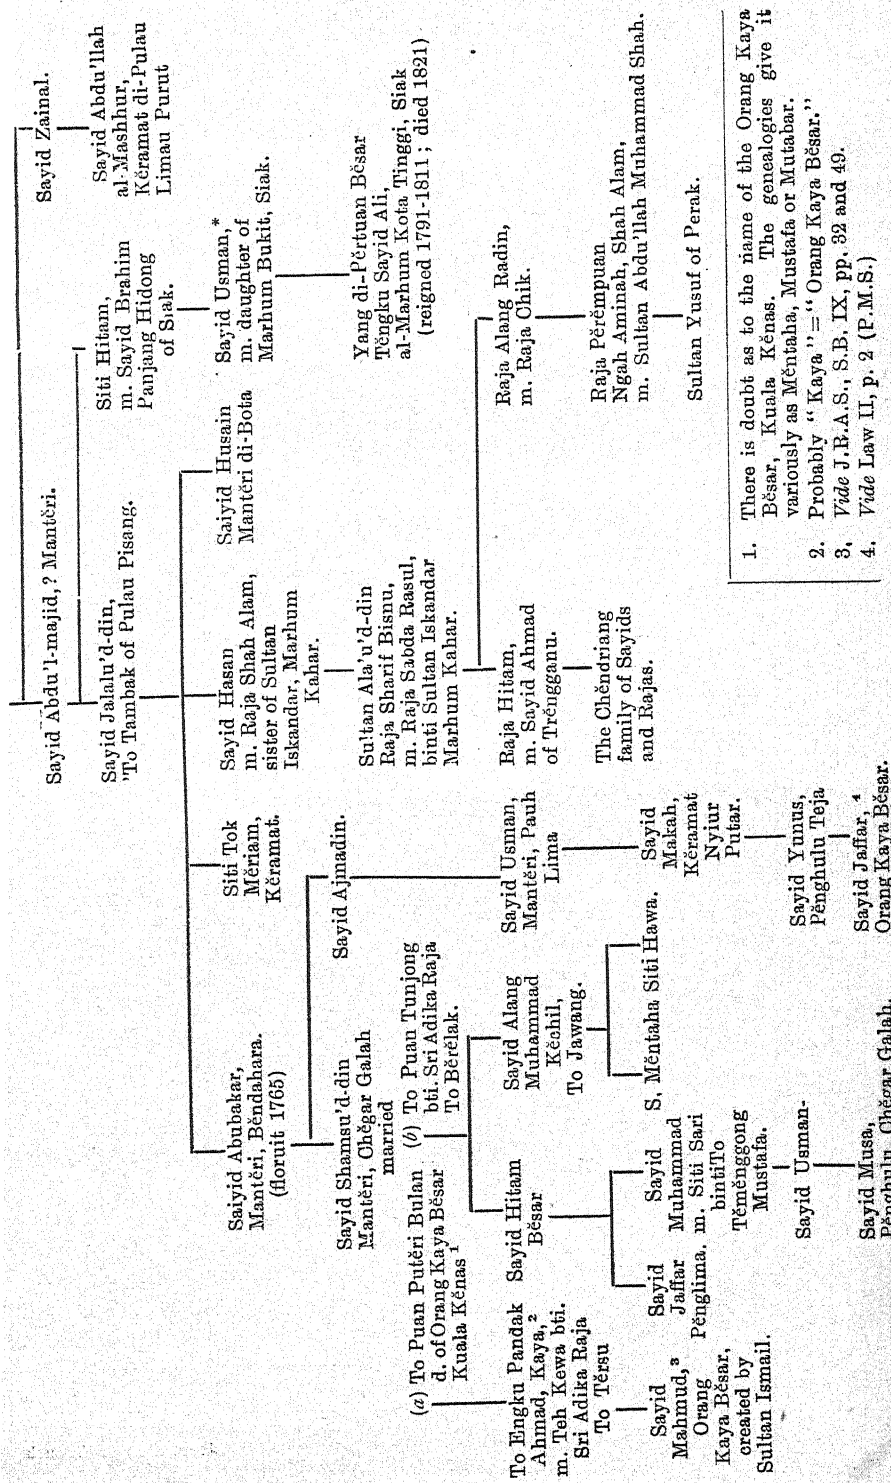 Sayid Abdu'l-majid,? Mantĕri.
Sayid Zainal.
Sayid Jalalu'd-din,
'To Tambak of Pulau Pisang.
Siti Hitam,
m. Sayid Brahim
Panjang Hidong
of Siak.
Sayid Abdu'llah
al-Mashhur,
Kĕramat di-Pulau
Limau Purut
Saiyid Abubakar,
Mantĕri, Bĕndahara.
(floruit 1765)
Siti Tok
Mĕriam,
Kĕramat.
Sayid Hasan
m. Raja Shah Alam,
sister of Sultan
Iskandar, Marhum
Kahar.
Saiyid Husain
Mantĕri di-Bota
Sayid Usman,*
m. daughter of
Marhum Bukit, Siak.
Sayid Shamsu'd-din
Mantĕri, Chĕgar Galah
married
Sayid Ajmadin.
Sultan Ala'u'd-din
Raja Sharif Bisnu,
m. Raja Sabda Rasul,
binti Sultan Iskandar
Marhum Kahar.
Yang di-Pĕrtuan Bĕsar
Tĕngku Sayid Ali,
al-Marhum Kota Tinggi, Siak
(reigned 1791-1811; died 1821)
(a) To Puan Putĕri Bulan
d. of Orang Kaya Bĕsar
Kuala Kĕnas 1
(b) To Puan Tunjong
bti. Sri Adika Raja
To Bĕrĕlak.
To Engku Pandak
Ahmad, Kaya,2
m. Teh Kewa bti.
Sri Adika Raja
To Tĕrsu
Sayid Hitam
Bĕsar
Sayid Alang
Muhammad
Kĕchil,
To Jawang.
Sayid Usman,
Mantĕri, Pauh
Lima
Raja Hitam,
m. Sayid Ahmad
of Trĕngganu.
Raja Alang Radin,
m. Raja Chik.
Sayid
Mahmud,3
Orang
Kaya Bĕsar,
created by
Sultan Ismail.
Sayid
Jaffar
Pĕnglima.
Sayid
Muhammad
m. Siti Sari
bintiTo
Tĕmĕnggong
Mustafa.
S. Mĕntaha
Siti Hawa.
Sayid
Makah,
Kĕramat
Nyiur
Putar.
The Chĕndriang
family of Sayids
and Rajas.
Raja Pĕrĕmpuan
Ngah Aminah, Shah Alam,
m. Sultan Abdu'llah Muhammad Shah.
Sayid Usman-
Sayid Yunus,
Pĕnghulu Teja
Sultan Yusuf of Perak.
Sayid Musa,
Pĕnghulu, Chĕgar Galah.
Sayid Jaffar, 4
Orang Kaya Bĕsar.
1. There is doubt as to the name of the Orang Kaya
Bĕsar, Kuala Kĕnas. The genealogies give it
variously as Mĕntaha, Mustafa or Mutabar.
2. Probably "Kaya"="Orang Kaya Bĕsar."
3. Vide J.R.A.S., S.B. IX, pp. 32 and 49.
4. Vide Law II, p. 2 (P.M.S.)